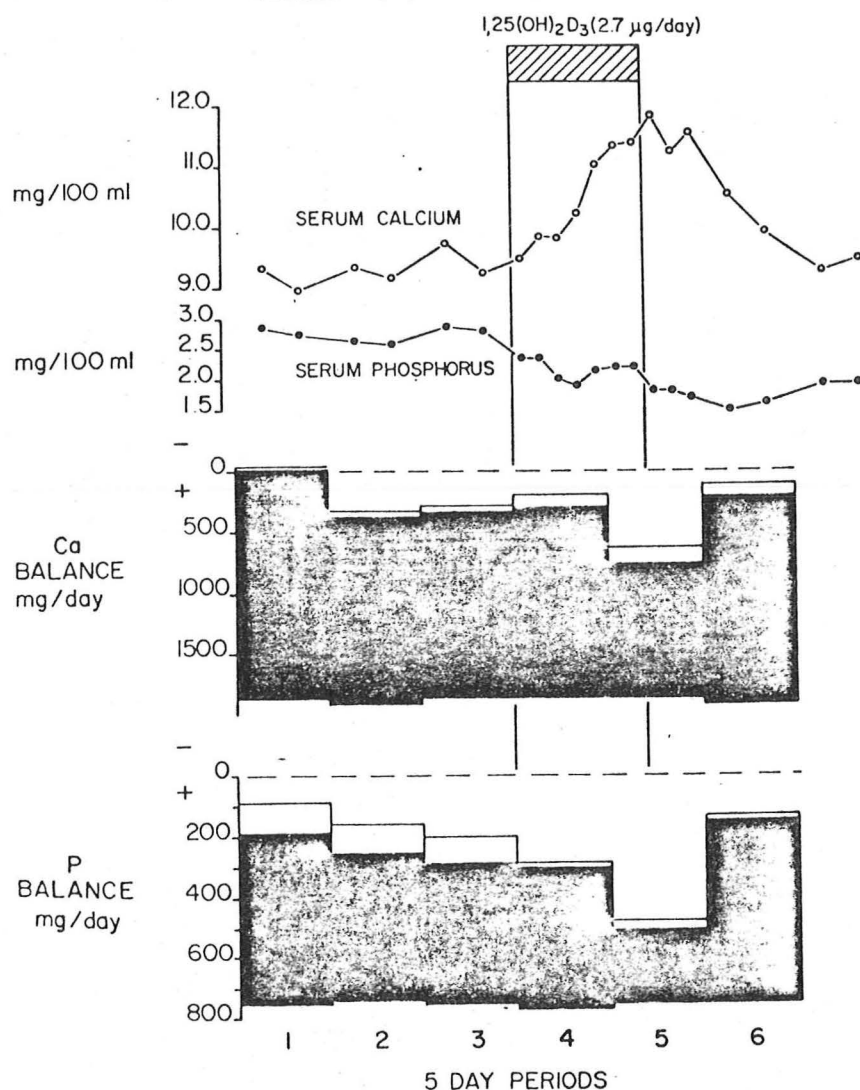 1,25(OH)2D3(2.7 µg/day)
12.0
11.0
mg/100 ml
10.0
SERUM CALCIUM
9.0
3.0
2.5
mg/100 ml
SERUM PHOSPHORUS
2.0
1.5
−
0
+
500
Ca
BALANCE
mg/day
1000
1500
−
0
+
200
P
BALANCE
mg/day
400
600
800
1 2 3 4 5 6
5 DAY PERIODS